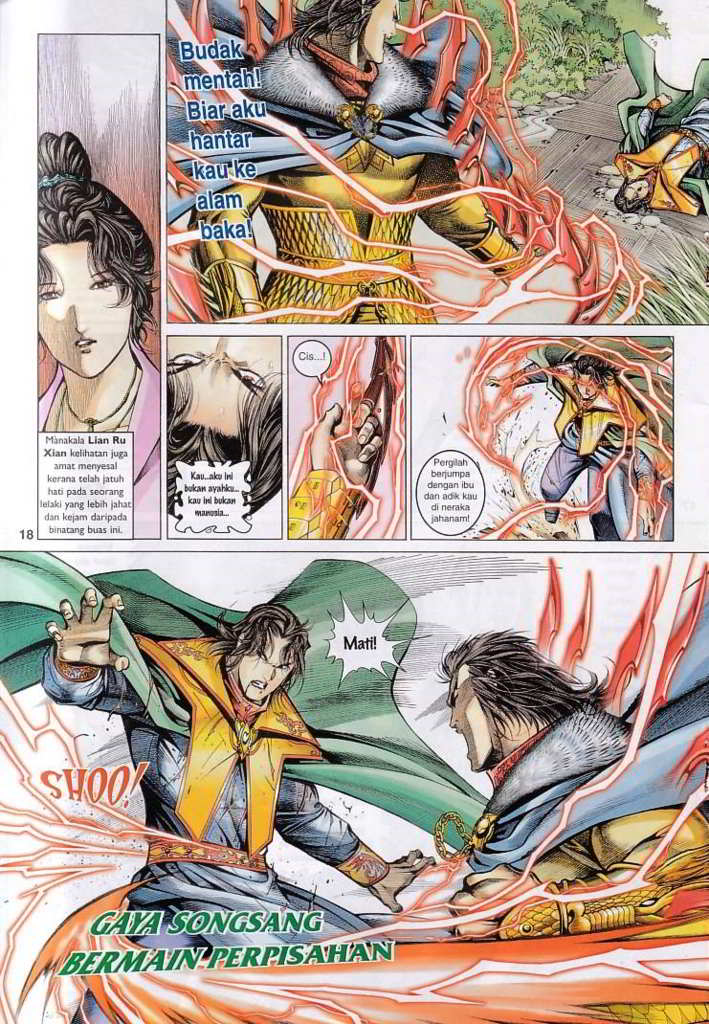 Budak
mentah!
Biar aku
hantar
kau ke
alam
baka!
Manakala Lian Ru
Xian kelihatan juga
amat menyesal
kerana telah jatuh
hati pada seorang
lelaki yang lebih jahat
dan kejam daripada
binatang buas ini.
Kau...aku ini
bukan ayahku...
kau ini bukan
manusia...
Cis...!
Pergilah
berjumpa
dengan ibu
dan adik kau
di neraka
jahanam!
18
Mati!
SHOO!
GAYA SONGSANG
BERMAIN PERPISAHAN